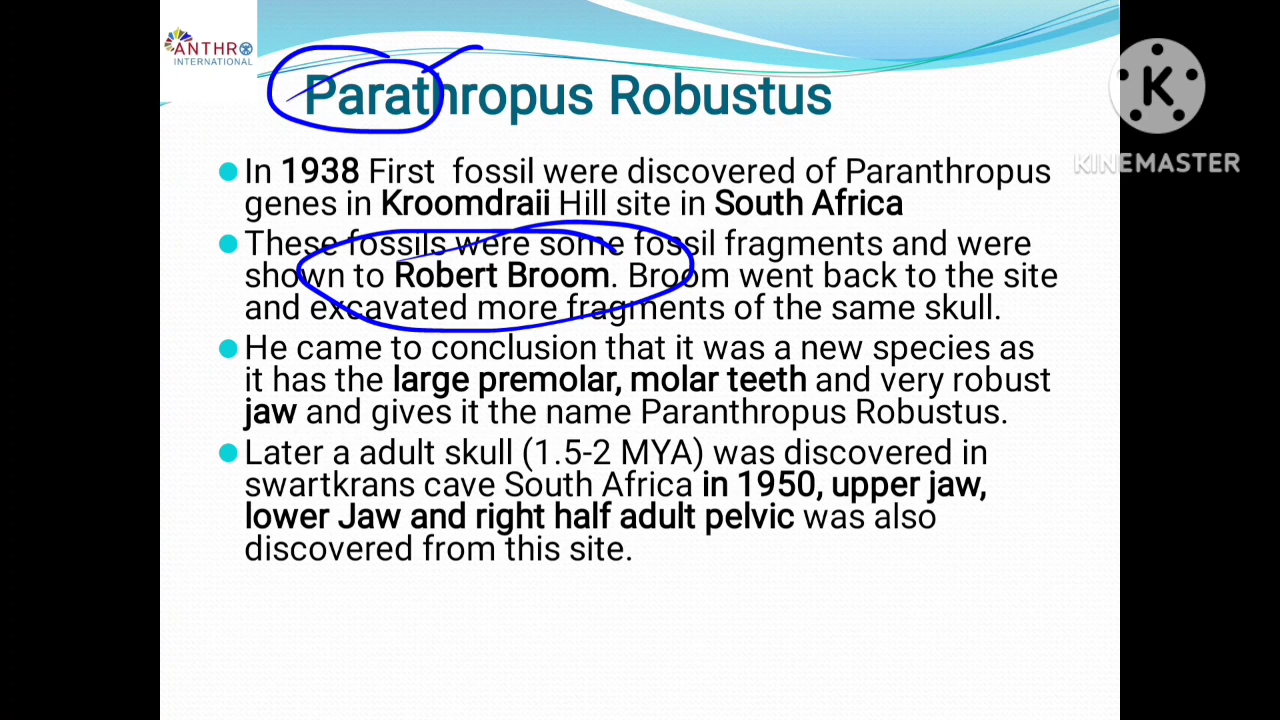 ANTHRO
INTERNATIONAL
Parathropus Robustus
K
KINEMASTER
In 1938 First fossil were discovered of Paranthropus
genes in Kroomdraii Hill site in South Africa
These fossils were some fossil fragments and were
shown to Robert Broom. Broom went back to the site
and excavated more fragments of the same skull.
He came to conclusion that it was a new species as
it has the large premolar, molar teeth and very robust
jaw and gives it the name Paranthropus Robustus.
Later a adult skull (1.5-2 MYA) was discovered in
swartkrans cave South Africa in 1950, upper jaw,
lower Jaw and right half adult pelvic was also
discovered from this site.